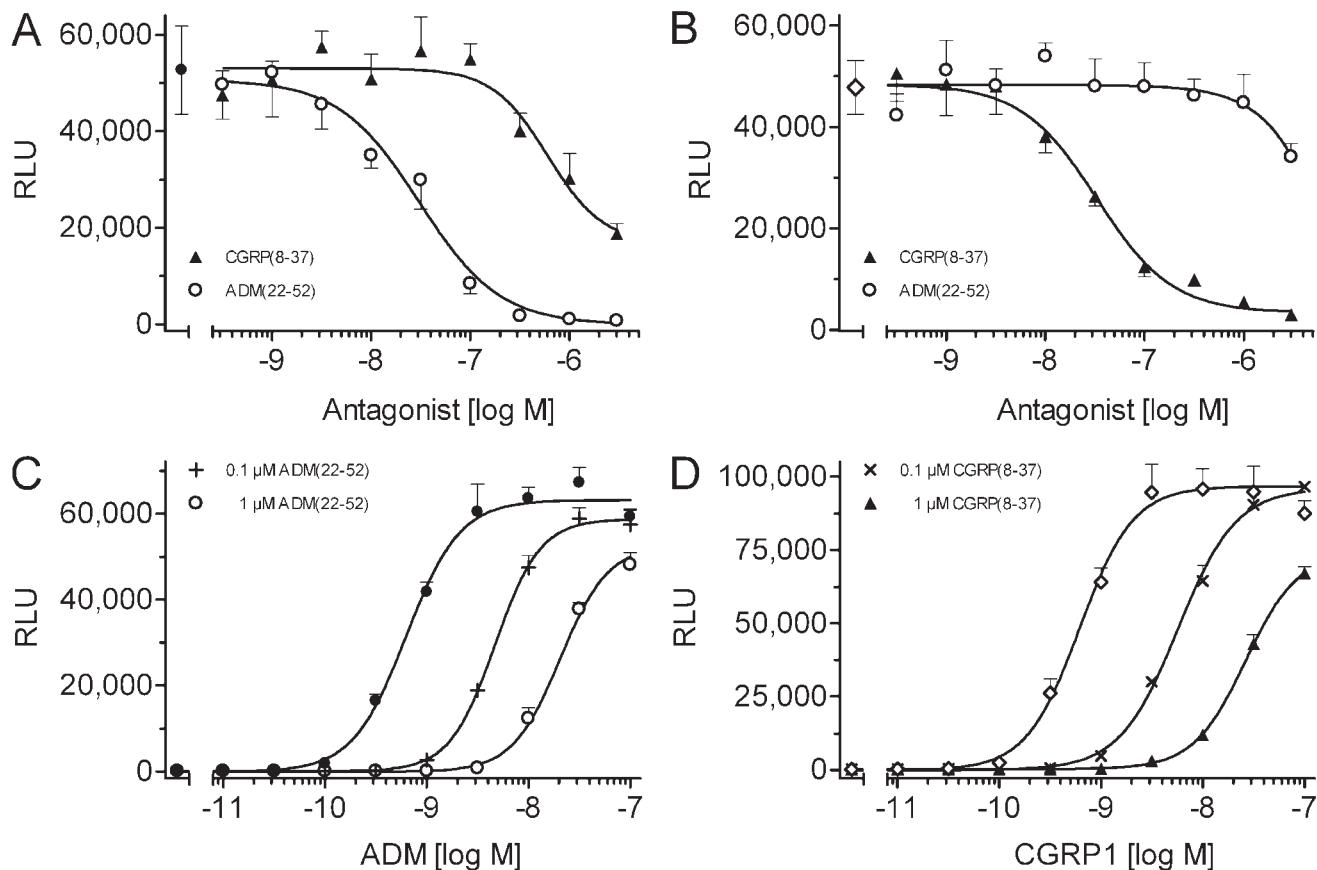 A
60,000
40,000
20,000
0
RLU
CGRP(8-37)
ADM(22-52)
-9 -8 -7 -6
Antagonist [log M]
B
60,000
40,000
20,000
0
RLU
CGRP(8-37)
ADM(22-52)
-9 -8 -7 -6
Antagonist [log M]
C
60,000
40,000
20,000
0
RLU
0.1 µM ADM(22-52)
1 µM ADM(22-52)
-11 -10 -9 -8 -7
ADM [log M]
D
100,000
75,000
50,000
25,000
0
RLU
0.1 µM CGRP(8-37)
1 µM CGRP(8-37)
-11 -10 -9 -8 -7
CGRP1 [log M]